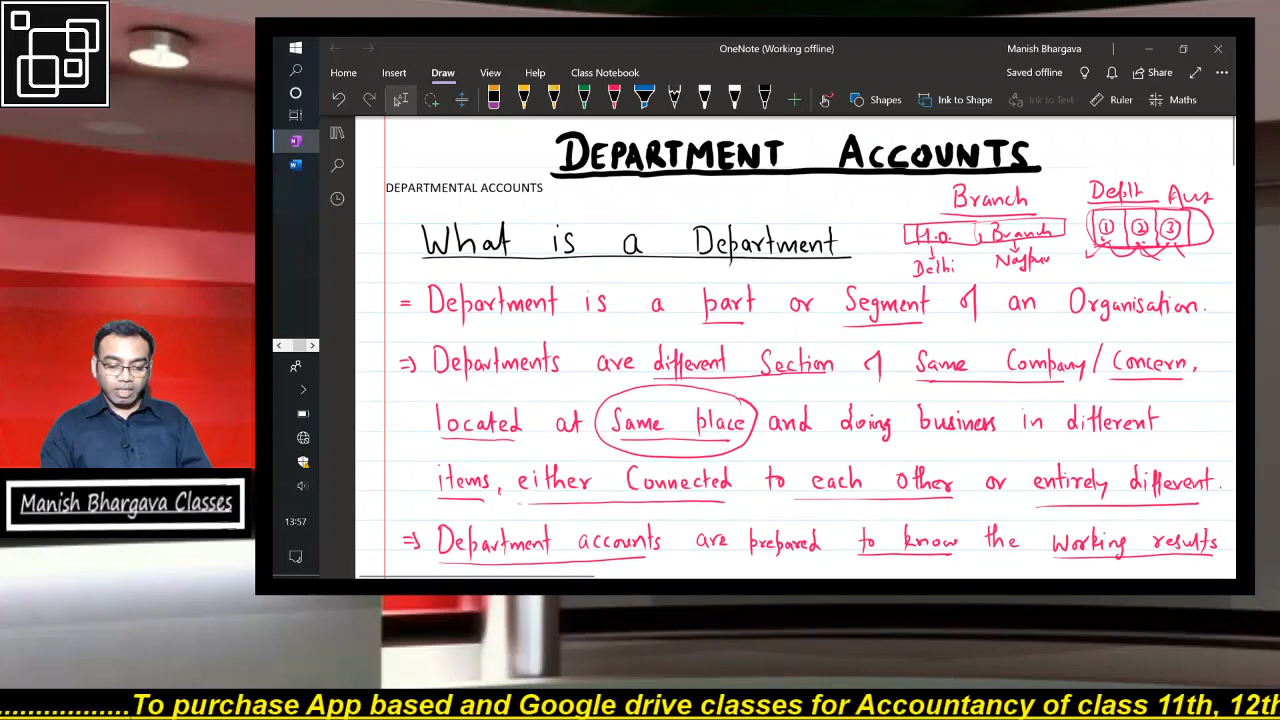 OneNote (Working offline)
Manish Bhargava
Home Insert Draw View Help Class Notebook
Saved offline
Share
Shapes
Ink to Shape
Ink to Text
Ruler
Maths
DEPARTMENT ACCOUNTS
DEPARTMENTAL ACCOUNTS
Branch
H.O. Branch
Delhi Nagpur
Deptt
① ② ③
What is a Department
= Department is a part or Segment of an Organisation.
⇒ Departments are different Section of Same Company/Concern,
located at Same place and doing business in different
items, either Connected to each other or entirely different.
⇒ Department accounts are prepared to know the working results
Manish Bhargava Classes
13:57
.................To purchase App based and Google drive classes for Accountancy of class 11th, 12th